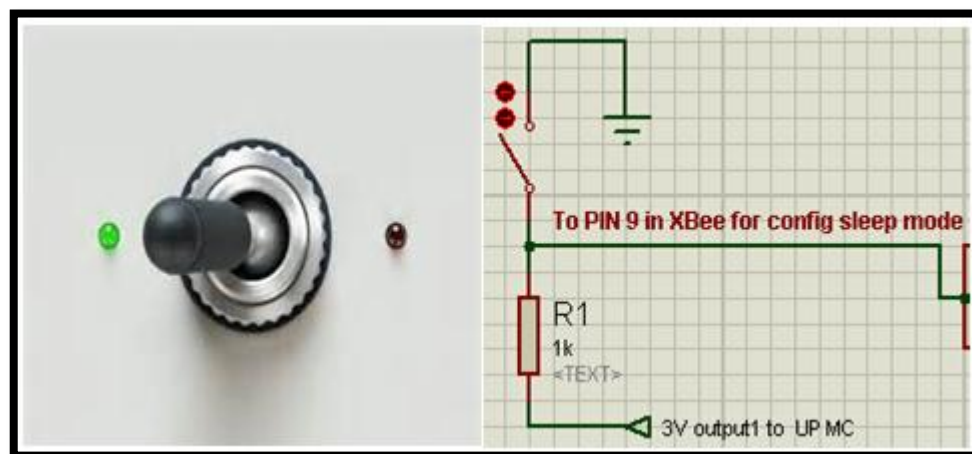 To PIN 9 in XBee for config sleep mode
R1
1k
<TEXT>
3V output1 to UP MC